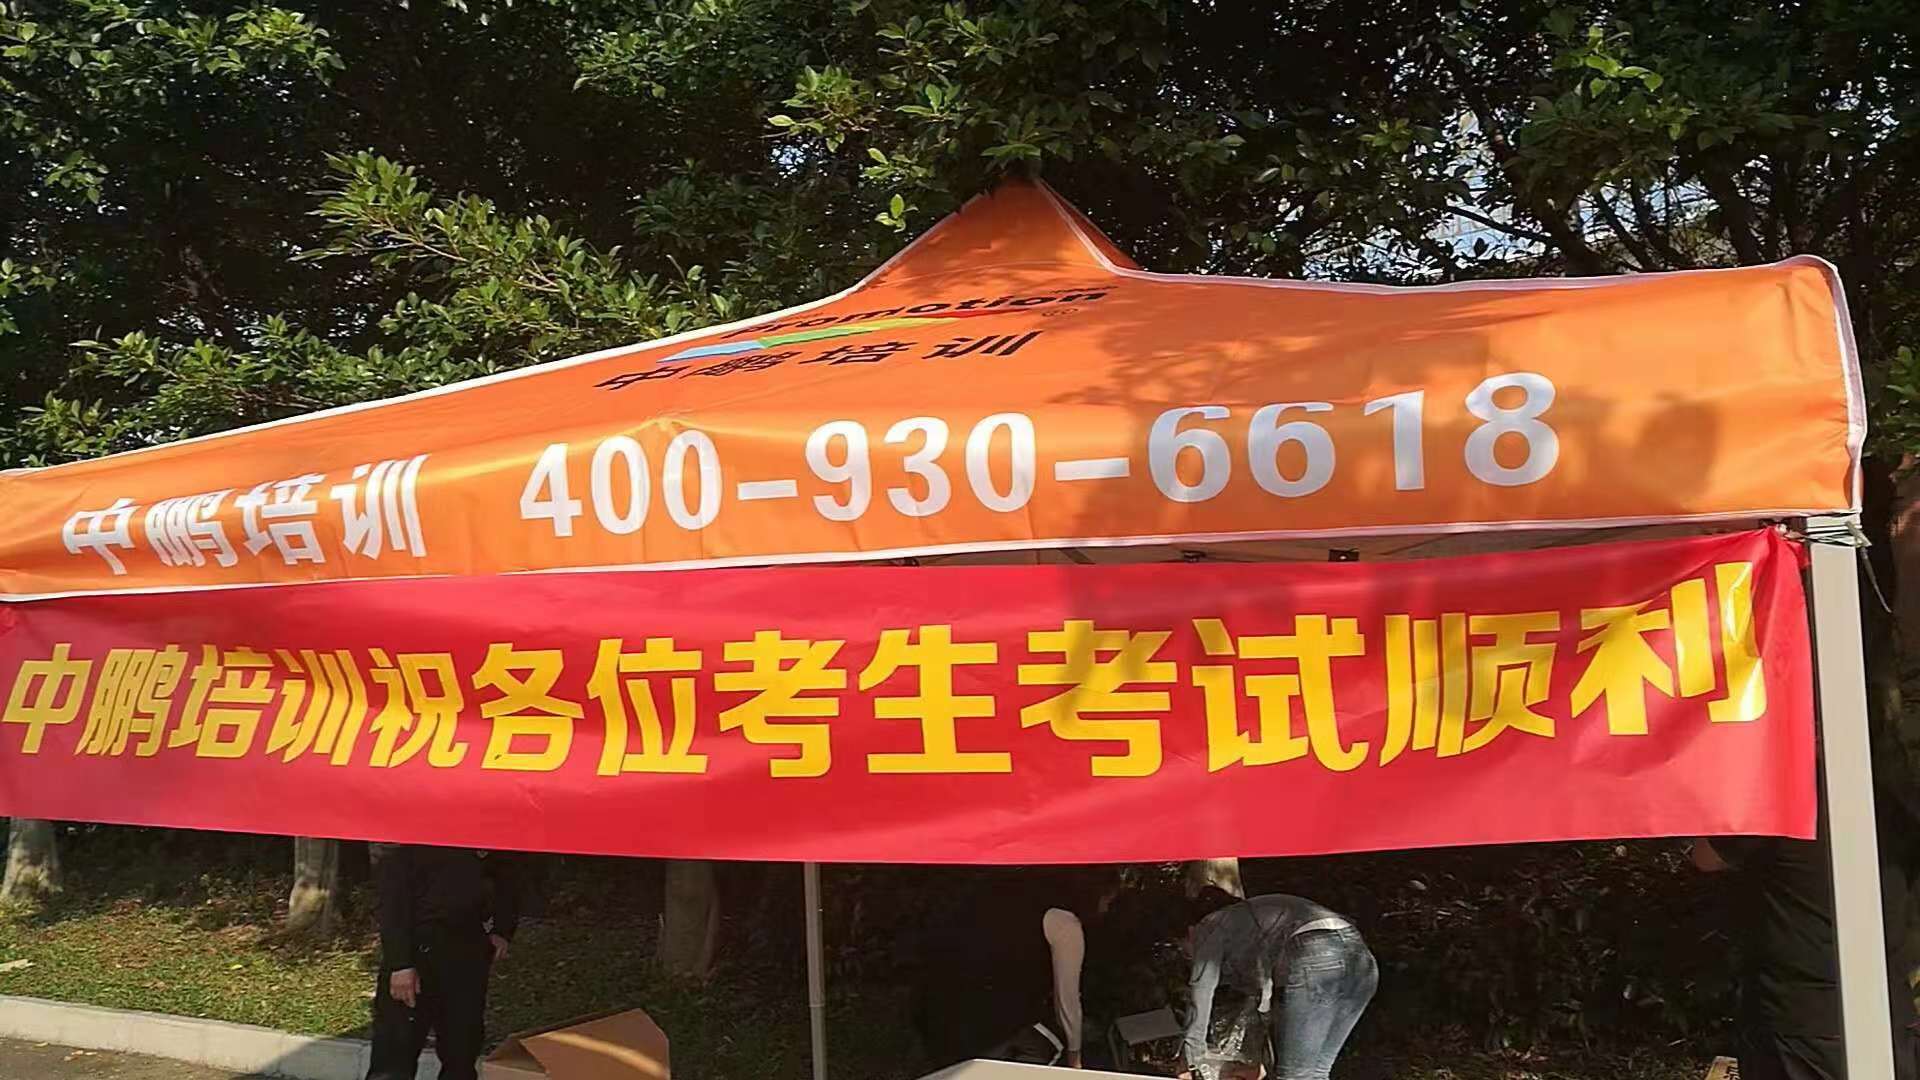 Promotion
中鹏培训
中鹏培训 400-930-6618
中鹏培训祝各位考生考试顺利